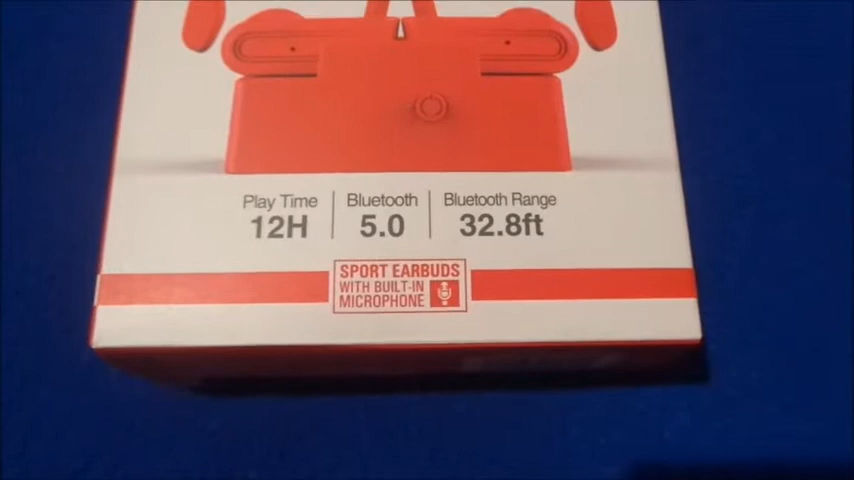 Play Time
12H
Bluetooth
5.0
Bluetooth Range
32.8ft
SPORT EARBUDS
WITH BUILT-IN
MICROPHONE